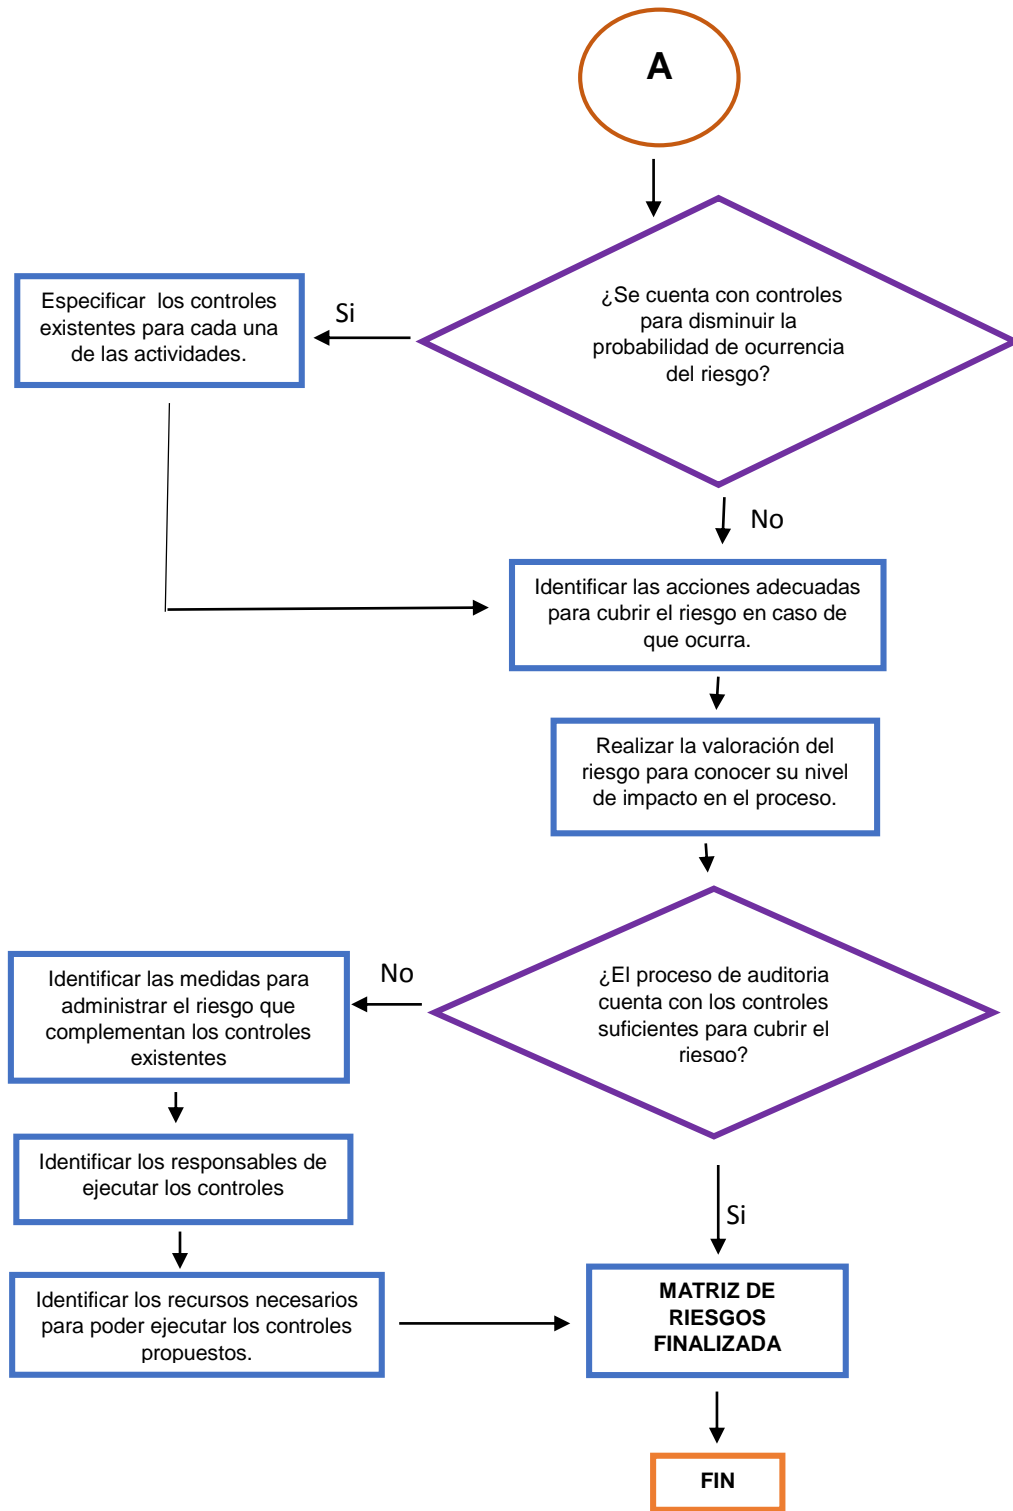 A
¿Se cuenta con controles
para disminuir la
probabilidad de ocurrencia
del riesgo?
Si
Especificar los controles
existentes para cada una
de las actividades.
No
Identificar las acciones adecuadas
para cubrir el riesgo en caso de
que ocurra.
Realizar la valoración del
riesgo para conocer su nivel
de impacto en el proceso.
¿El proceso de auditoria
cuenta con los controles
suficientes para cubrir el
riesgo?
No
Identificar las medidas para
administrar el riesgo que
complementan los controles
existentes
Identificar los responsables de
ejecutar los controles
Identificar los recursos necesarios
para poder ejecutar los controles
propuestos.
Si
MATRIZ DE
RIESGOS
FINALIZADA
FIN